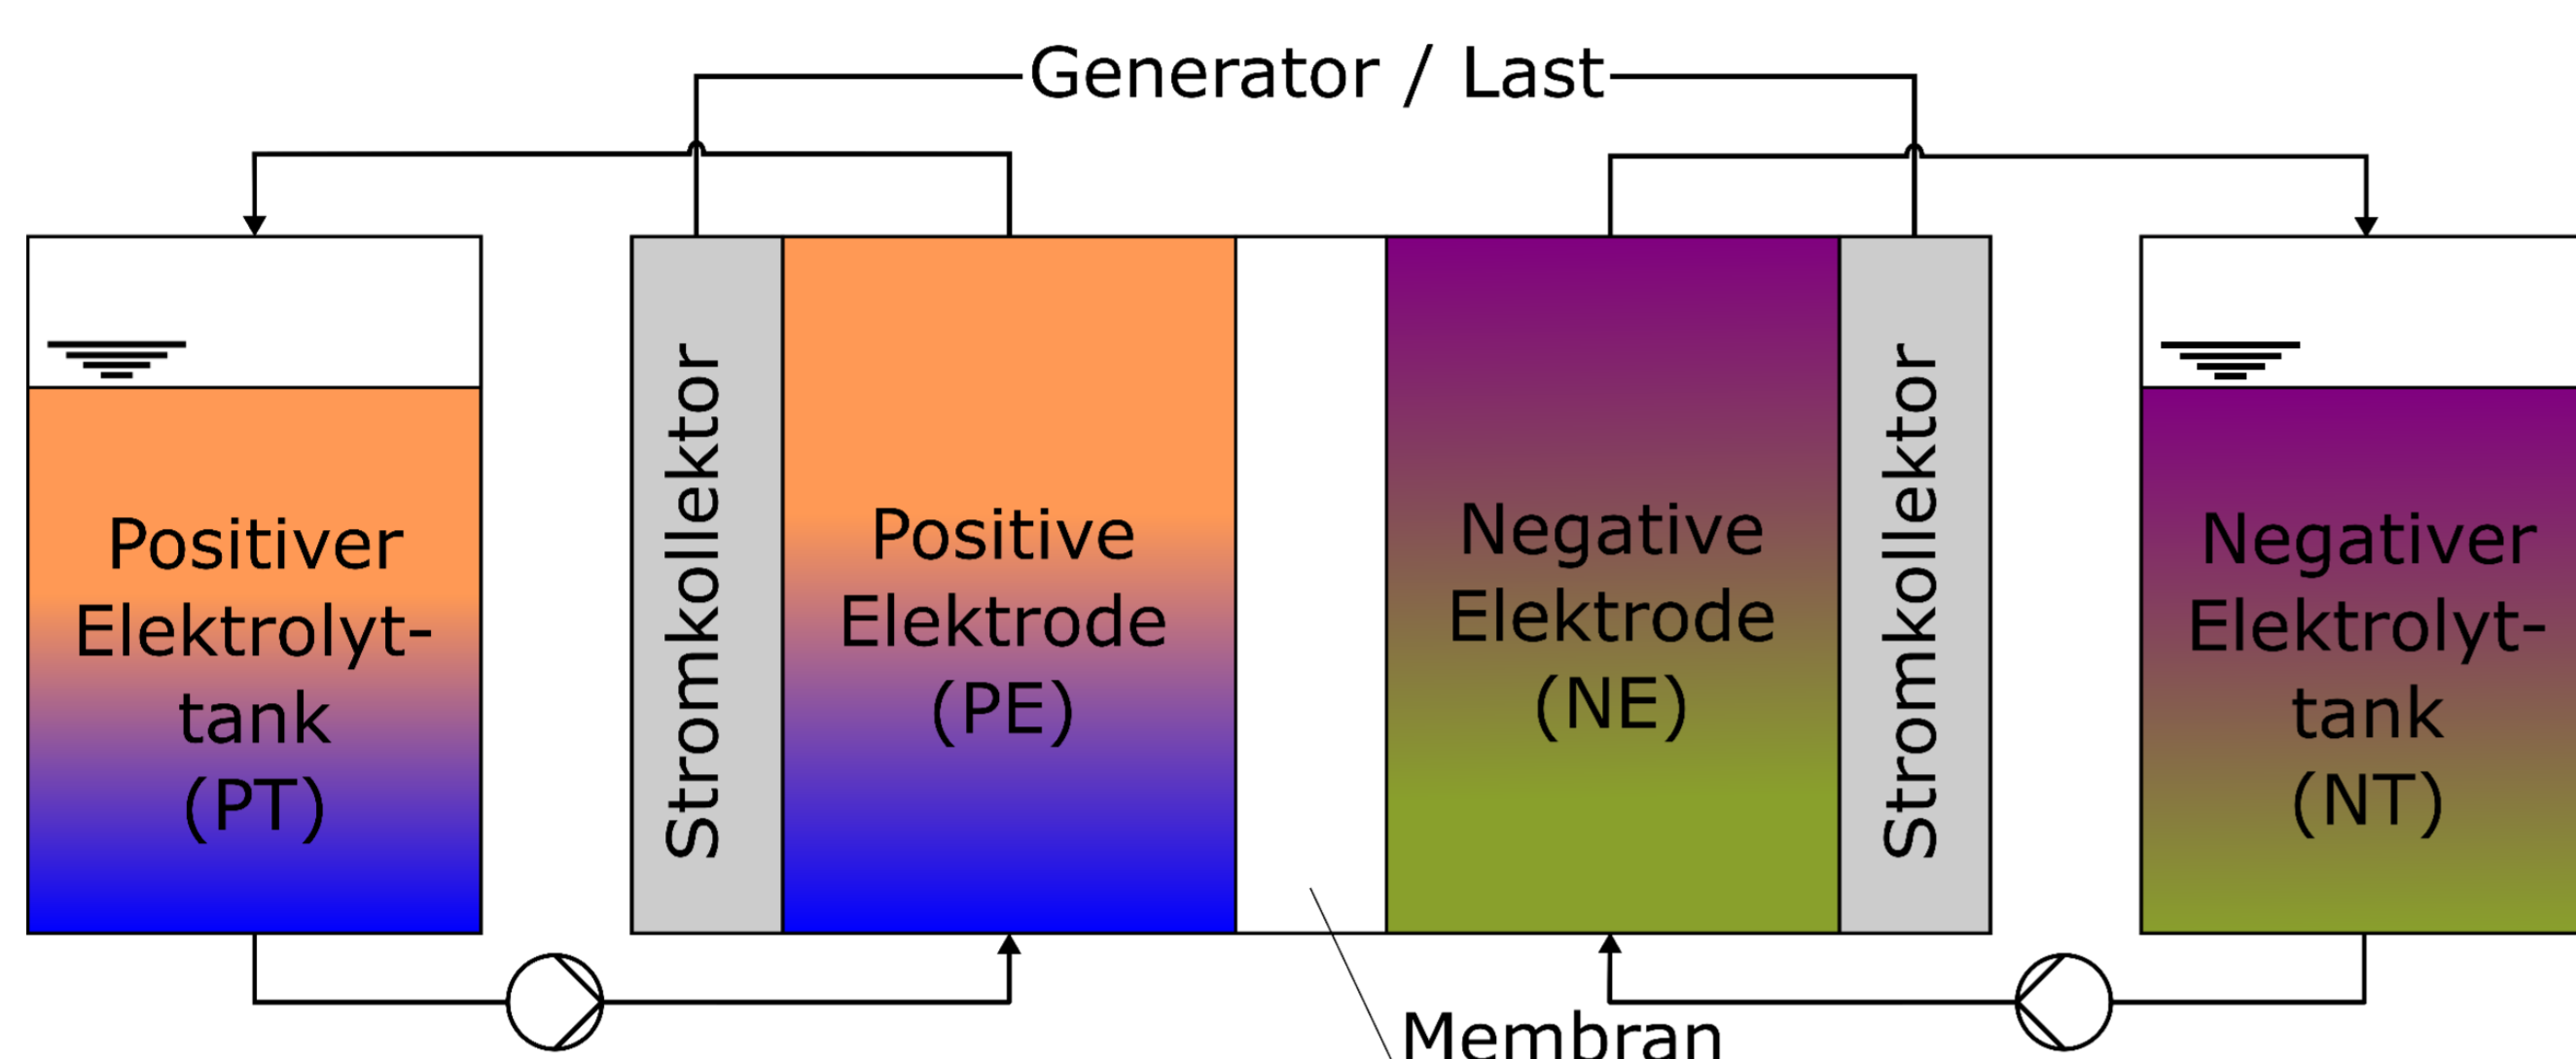 Generator / Last
Positiver
Elektrolyt-
tank
(PT)
Stromkollektor
Positive
Elektrode
(PE)
Negative
Elektrode
(NE)
Stromkollektor
Negativer
Elektrolyt-
tank
(NT)
Membran